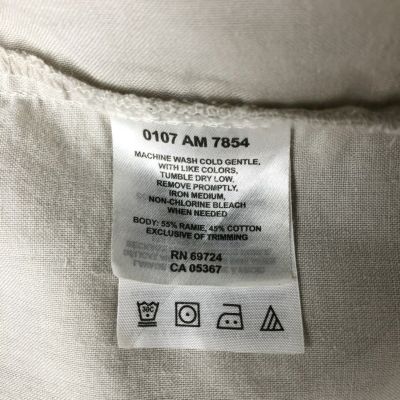 0107 AM 7854
MACHINE WASH COLD GENTLE,
WITH LIKE COLORS,
TUMBLE DRY LOW,
REMOVE PROMPTLY,
IRON MEDIUM,
NON-CHLORINE BLEACH
WHEN NEEDED
BODY: 55% RAMIE, 45% COTTON
EXCLUSIVE OF TRIMMING
RN 69724
CA 05367
30C